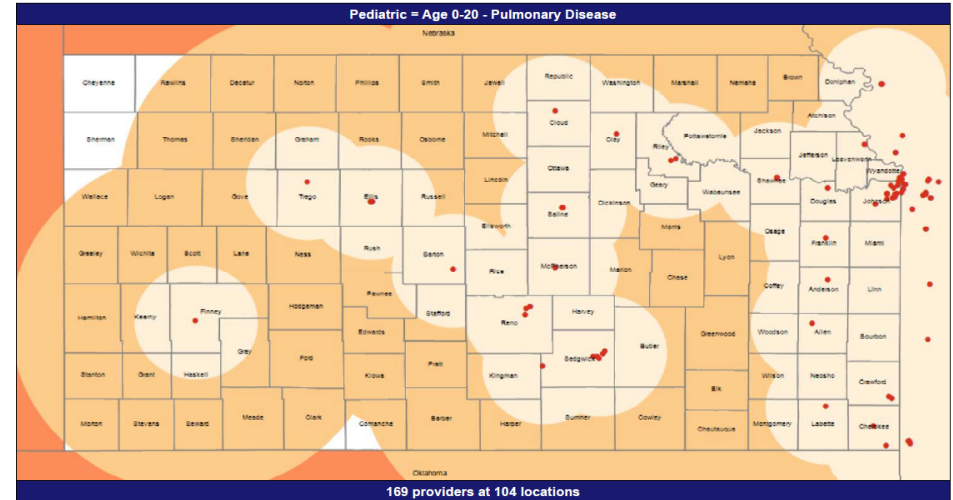 Pediatric = Age 0-20 - Pulmonary Disease
Nebraska
Cheyenne Rawlins Decatur Norton Phillips Smith Jewell Republic Washington Marshall Nemaha Brown Doniphan
Atchison
Sherman Thomas Sheridan Graham Rooks Osborne Mitchell Cloud Clay Riley Pottawatomie Jackson
Jefferson Leavenworth
Wyandotte
Lincoln Ottawa Geary Wabaunsee Shawnee
Wallace Logan Gove Trego Ellis Russell Saline Dickinson Douglas Johnson
Ellsworth Morris Osage
Greeley Wichita Scott Lane Ness Rush Barton Rice McPherson Marion Chase Lyon Franklin Miami
Hamilton Kearny Finney Hodgeman Pawnee Stafford Reno Harvey Coffey Anderson Linn
Edwards
Gray Ford Sedgwick Butler Greenwood Woodson Allen Bourbon
Stanton Grant Haskell Kiowa Pratt Kingman Elk Wilson Neosho Crawford
Morton Stevens Seward Meade Clark Comanche Barber Harper Sumner Cowley Chautauqua Montgomery Labette Cherokee
Oklahoma
169 providers at 104 locations